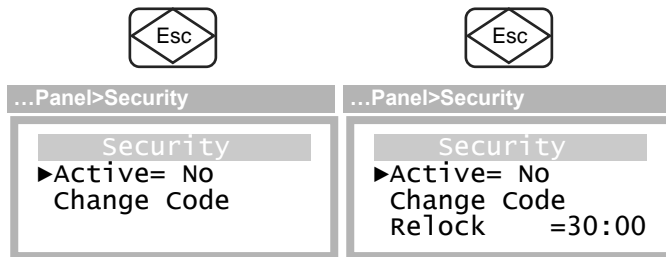 Esc
…Panel>Security
Security
►Active= No
Change Code
Esc
…Panel>Security
Security
►Active= No
Change Code
Relock =30:00